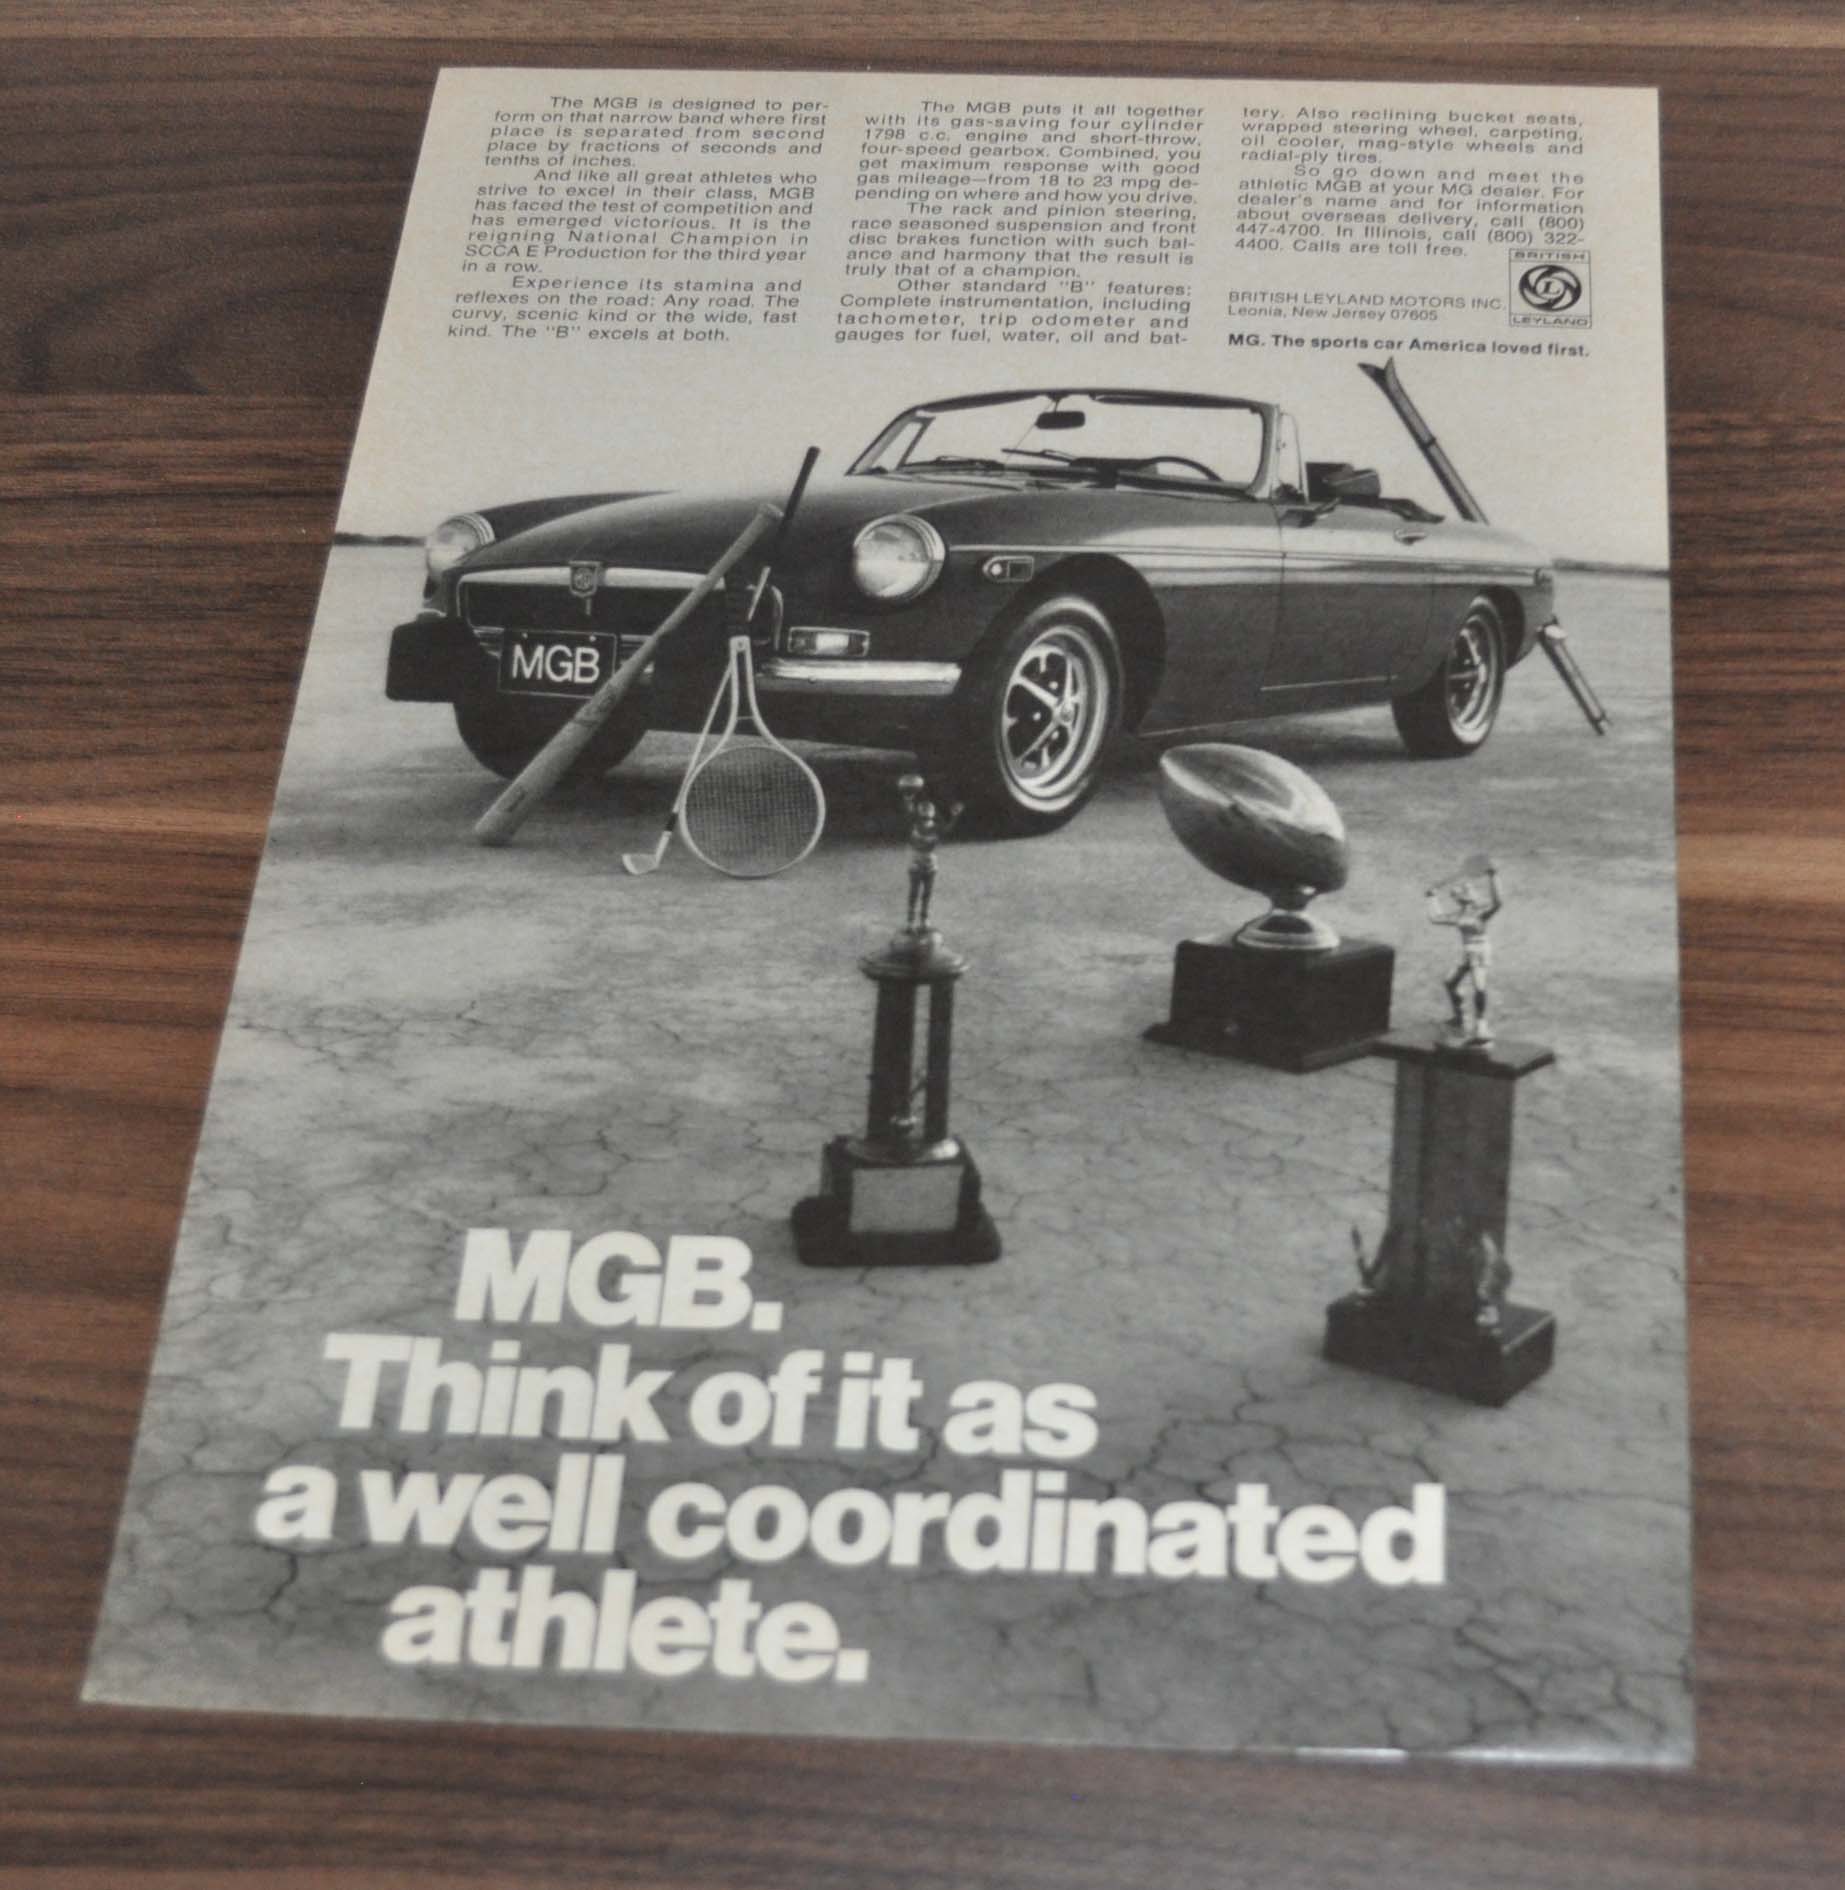 The MGB is designed to per-
form on that narrow band where first
place is separated from second
place by fractions of seconds and
tenths of inches.
And like all great athletes who
strive to excel in their class, MGB
has faced the test of competition and
has emerged victorious. It is the
reigning National Champion in
SCCA E Production for the third year
in a row.
Experience its stamina and
reflexes on the road: Any road. The
curvy, scenic kind or the wide, fast
kind. The "B" excels at both.
The MGB puts it all together
with its gas-saving four cylinder
1798 c.c. engine and short-throw,
four-speed gearbox. Combined, you
get maximum response with good
gas mileage—from 18 to 23 mpg de-
pending on where and how you drive.
The rack and pinion steering,
race seasoned suspension and front
disc brakes function with such bal-
ance and harmony that the result is
truly that of a champion.
Other standard "B" features:
Complete instrumentation, including
tachometer, trip odometer and
gauges for fuel, water, oil and bat-
tery. Also reclining bucket seats,
wrapped steering wheel, carpeting,
oil cooler, mag-style wheels and
radial-ply tires.
So go down and meet the
athletic MGB at your MG dealer. For
dealer's name and for information
about overseas delivery, call (800)
447-4700. In Illinois, call (800) 322-
4400. Calls are toll free.
BRITISH LEYLAND MOTORS INC.
Leonia, New Jersey 07605
BRITISH
L
LEYLAND
MG. The sports car America loved first.
MG
MGB
MGB.
Think of it as
a well coordinated
athlete.